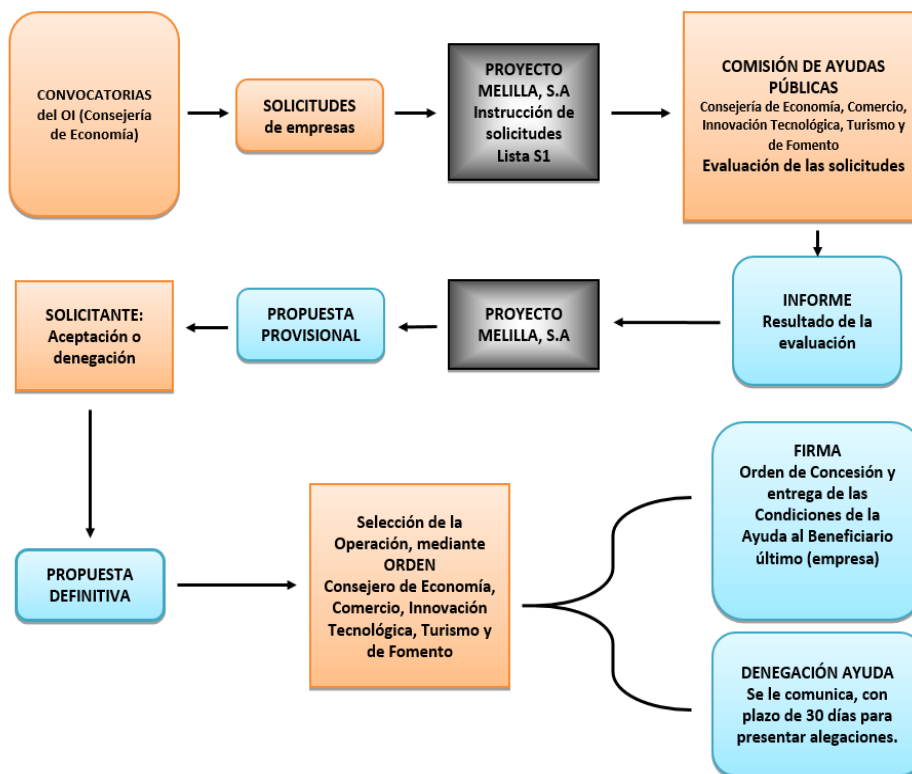 CONVOCATORIAS
del OI (Consejería
de Economía)
SOLICITUDES
de empresas
PROYECTO
MELILLA, S.A
Instrucción de
solicitudes
Lista S1
COMISIÓN DE AYUDAS
PÚBLICAS
Consejería de Economía, Comercio,
Innovación Tecnológica, Turismo y
de Fomento
Evaluación de las solicitudes
INFORME
Resultado de la
evaluación
PROYECTO
MELILLA, S.A
PROPUESTA
PROVISIONAL
SOLICITANTE:
Aceptación o
denegación
PROPUESTA
DEFINITIVA
Selección de la
Operación, mediante
ORDEN
Consejero de Economía,
Comercio, Innovación
Tecnológica, Turismo y
de Fomento
FIRMA
Orden de Concesión y
entrega de las
Condiciones de la
Ayuda al Beneficiario
último (empresa)
DENEGACIÓN AYUDA
Se le comunica, con
plazo de 30 días para
presentar alegaciones.